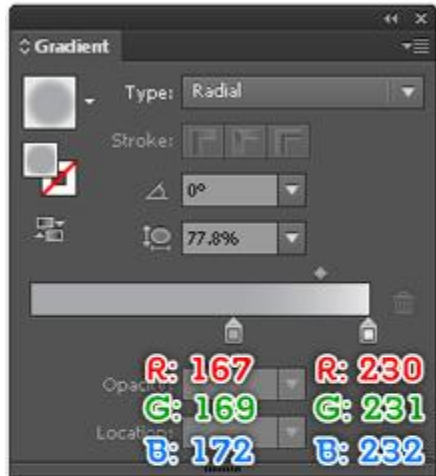 Gradient
Type: Radial
Stroke:
0°
77.8%
R: 167 R: 230
Opacity:
G: 169 G: 231
Location:
B: 172 B: 232